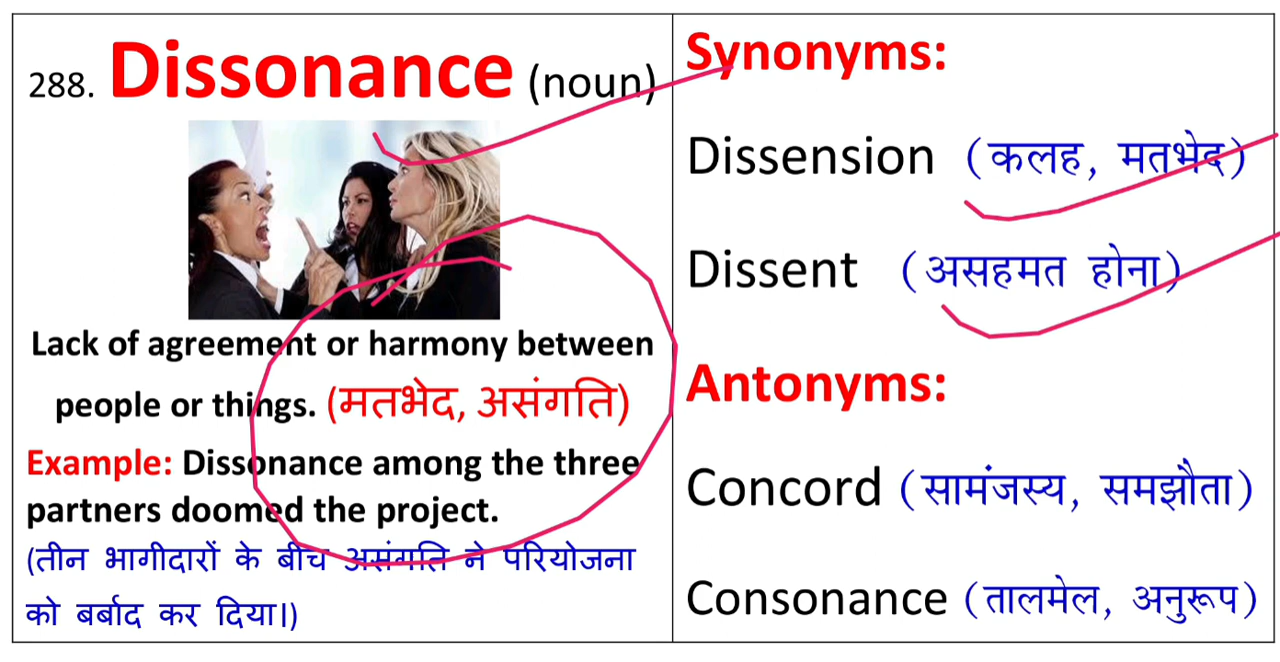 288. Dissonance (noun)
Lack of agreement or harmony between
people or things. (मतभेद, असंगति)
Example: Dissonance among the three
partners doomed the project.
(तीन भागीदारों के बीच असंगति ने परियोजना
को बर्बाद कर दिया।)
Synonyms:
Dissension (कलह, मतभेद)
Dissent (असहमत होना)
Antonyms:
Concord (सामंजस्य, समझौता)
Consonance (तालमेल, अनुरूप)